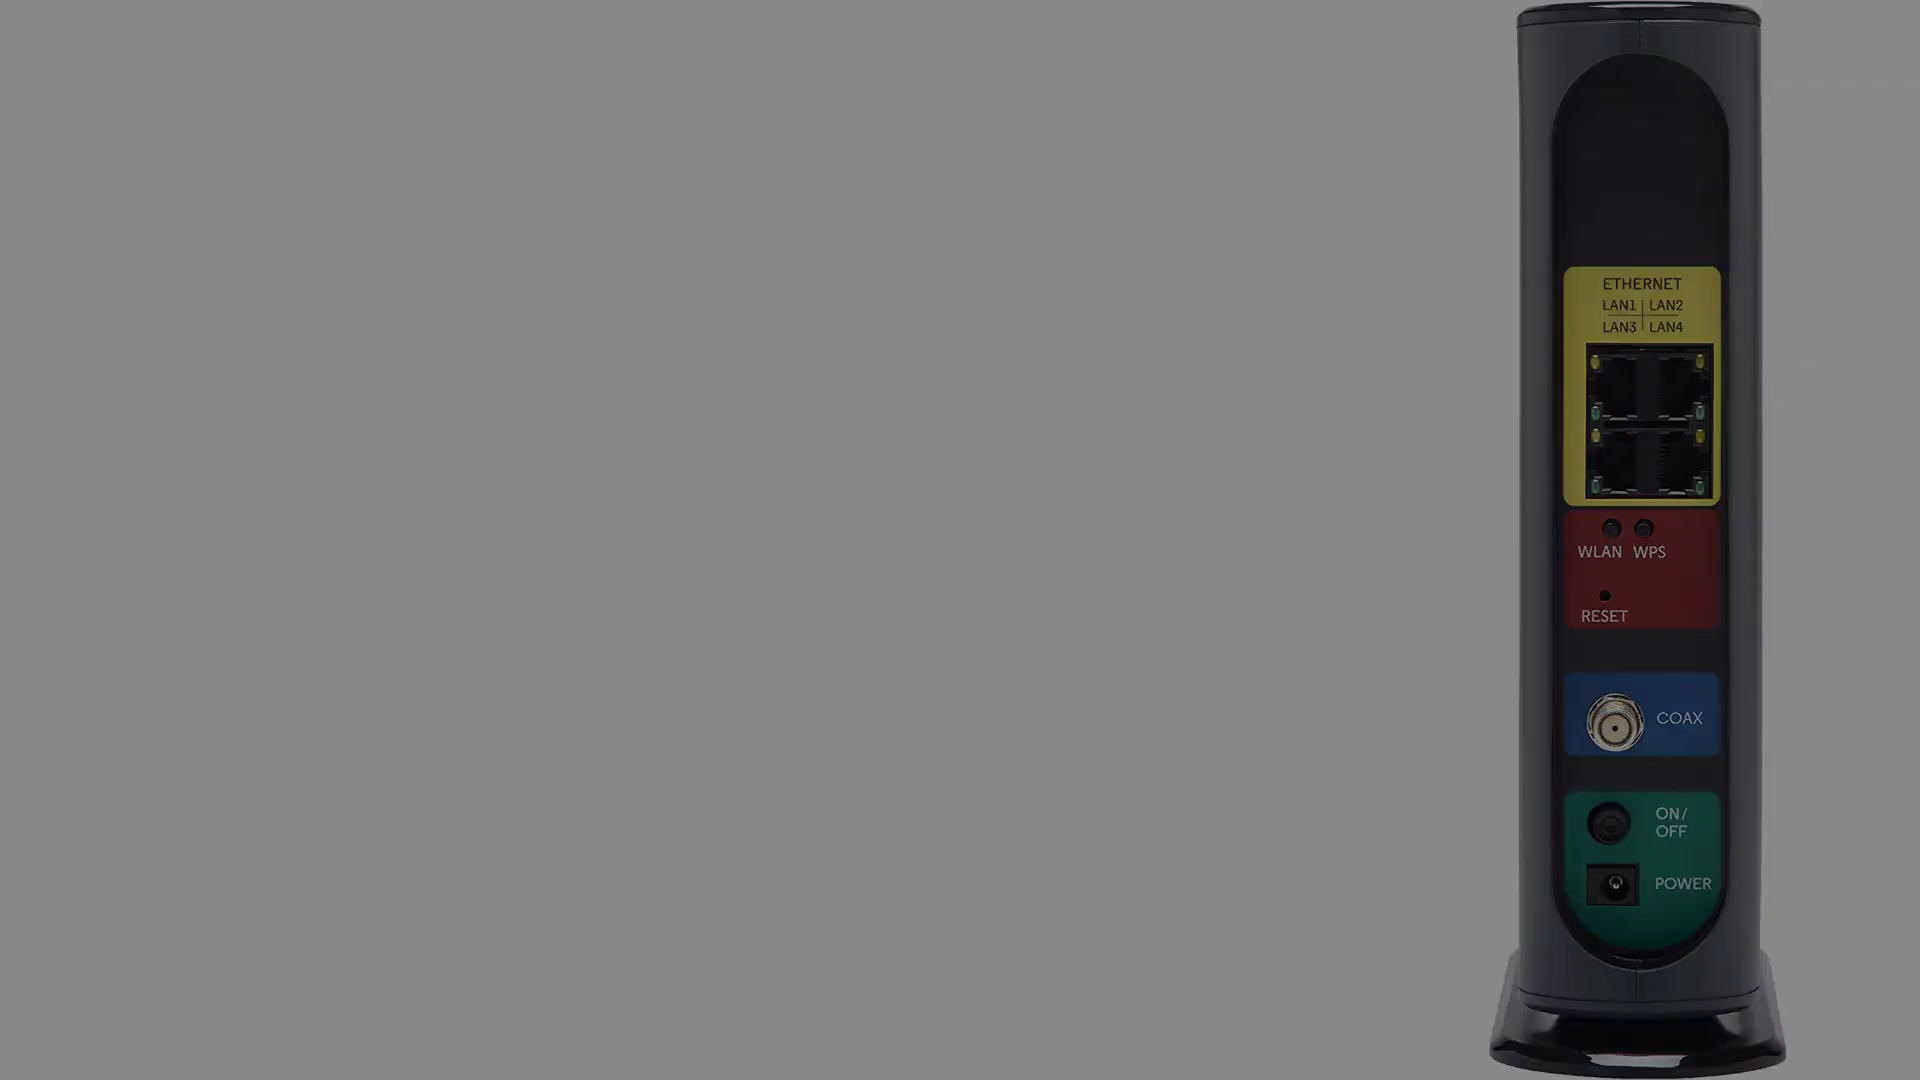 ETHERNET
LAN1 | LAN2
LAN3 | LAN4
WLAN WPS
RESET
COAX
ON/
OFF
POWER